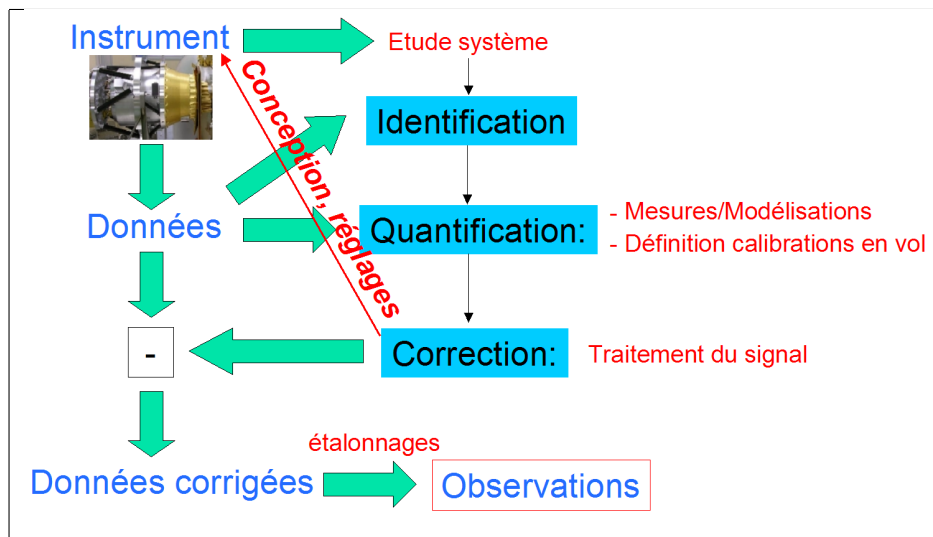 Instrument
Etude système
Conception, réglages
Identification
Données
Quantification:
- Mesures/Modélisations
- Définition calibrations en vol
-
Correction:
Traitement du signal
étalonnages
Données corrigées
Observations